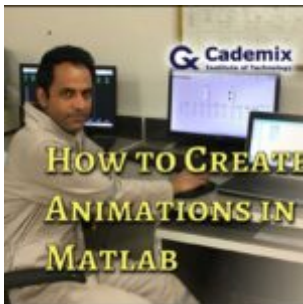 Cademix
Institute of Technology
How to Create
Animations in
Matlab